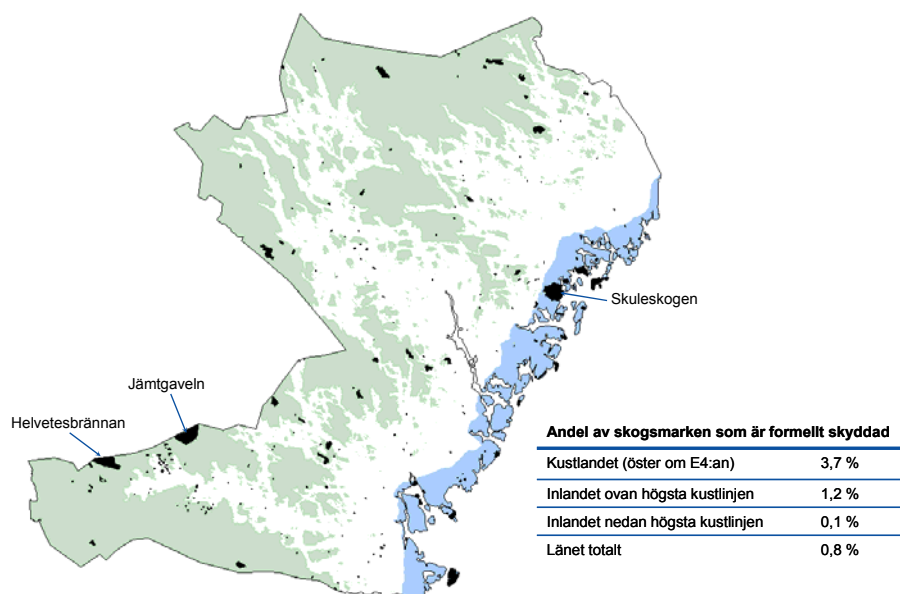 Skuleskogen
Jämtgaveln
Helvetesbrännan
Andel av skogsmarken som är formellt skyddad
Kustlandet (öster om E4:an) 3,7 %
Inlandet ovan högsta kustlinjen 1,2 %
Inlandet nedan högsta kustlinjen 0,1 %
Länet totalt 0,8 %